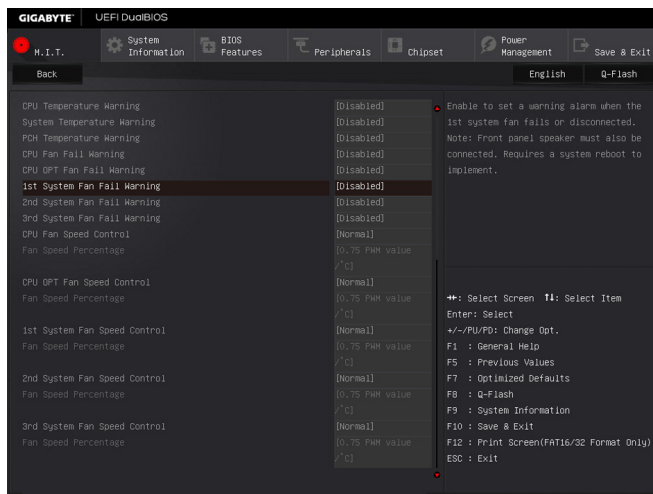 GIGABYTE™ UEFI DualBIOS
M.I.T.
System Information
BIOS Features
Peripherals
Chipset
Power Management
Save & Exit
Back
English
Q-Flash
CPU Temperature Warning [Disabled]
System Temperature Warning [Disabled]
PCH Temperature Warning [Disabled]
CPU Fan Fail Warning [Disabled]
CPU OPT Fan Fail Warning [Disabled]
1st System Fan Fail Warning [Disabled]
2nd System Fan Fail Warning [Disabled]
3rd System Fan Fail Warning [Disabled]
CPU Fan Speed Control [Normal]
Fan Speed Percentage [0.75 PWM value
/°C]
CPU OPT Fan Speed Control [Normal]
Fan Speed Percentage [0.75 PWM value
/°C]
1st System Fan Speed Control [Normal]
Fan Speed Percentage [0.75 PWM value
/°C]
2nd System Fan Speed Control [Normal]
Fan Speed Percentage [0.75 PWM value
/°C]
3rd System Fan Speed Control [Normal]
Fan Speed Percentage [0.75 PWM value
/°C]
Enable to set a warning alarm when the
1st system fan fails or disconnected.
Note: Front panel speaker must also be
connected. Requires a system reboot to
implement.
→←: Select Screen ↑↓: Select Item
Enter: Select
+/-/PU/PD: Change Opt.
F1 : General Help
F5 : Previous Values
F7 : Optimized Defaults
F8 : Q-Flash
F9 : System Information
F10 : Save & Exit
F12 : Print Screen(FAT16/32 Format Only)
ESC : Exit